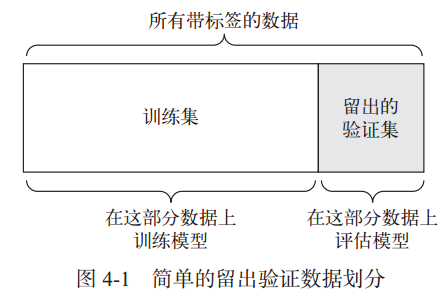 所有带标签的数据
训练集
留出的
验证集
在这部分数据上
训练模型
在这部分数据上
评估模型
图 4-1 简单的留出验证数据划分